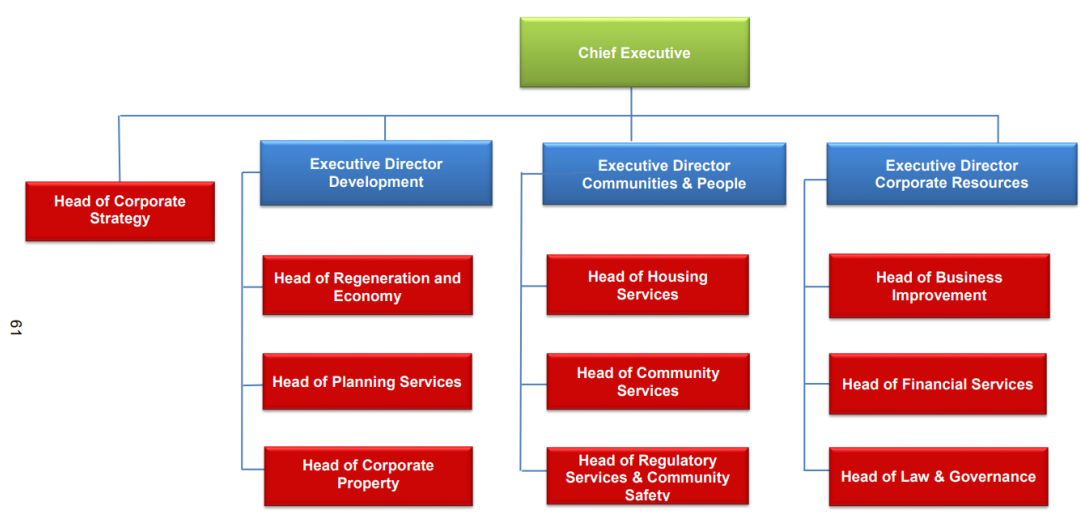 Chief Executive
Executive Director
Development
Executive Director
Communities & People
Executive Director
Corporate Resources
Head of Corporate
Strategy
Head of Regeneration and
Economy
Head of Housing
Services
Head of Business
Improvement
Head of Planning Services
Head of Community
Services
Head of Financial Services
Head of Corporate
Property
Head of Regulatory
Services & Community
Safety
Head of Law & Governance
61